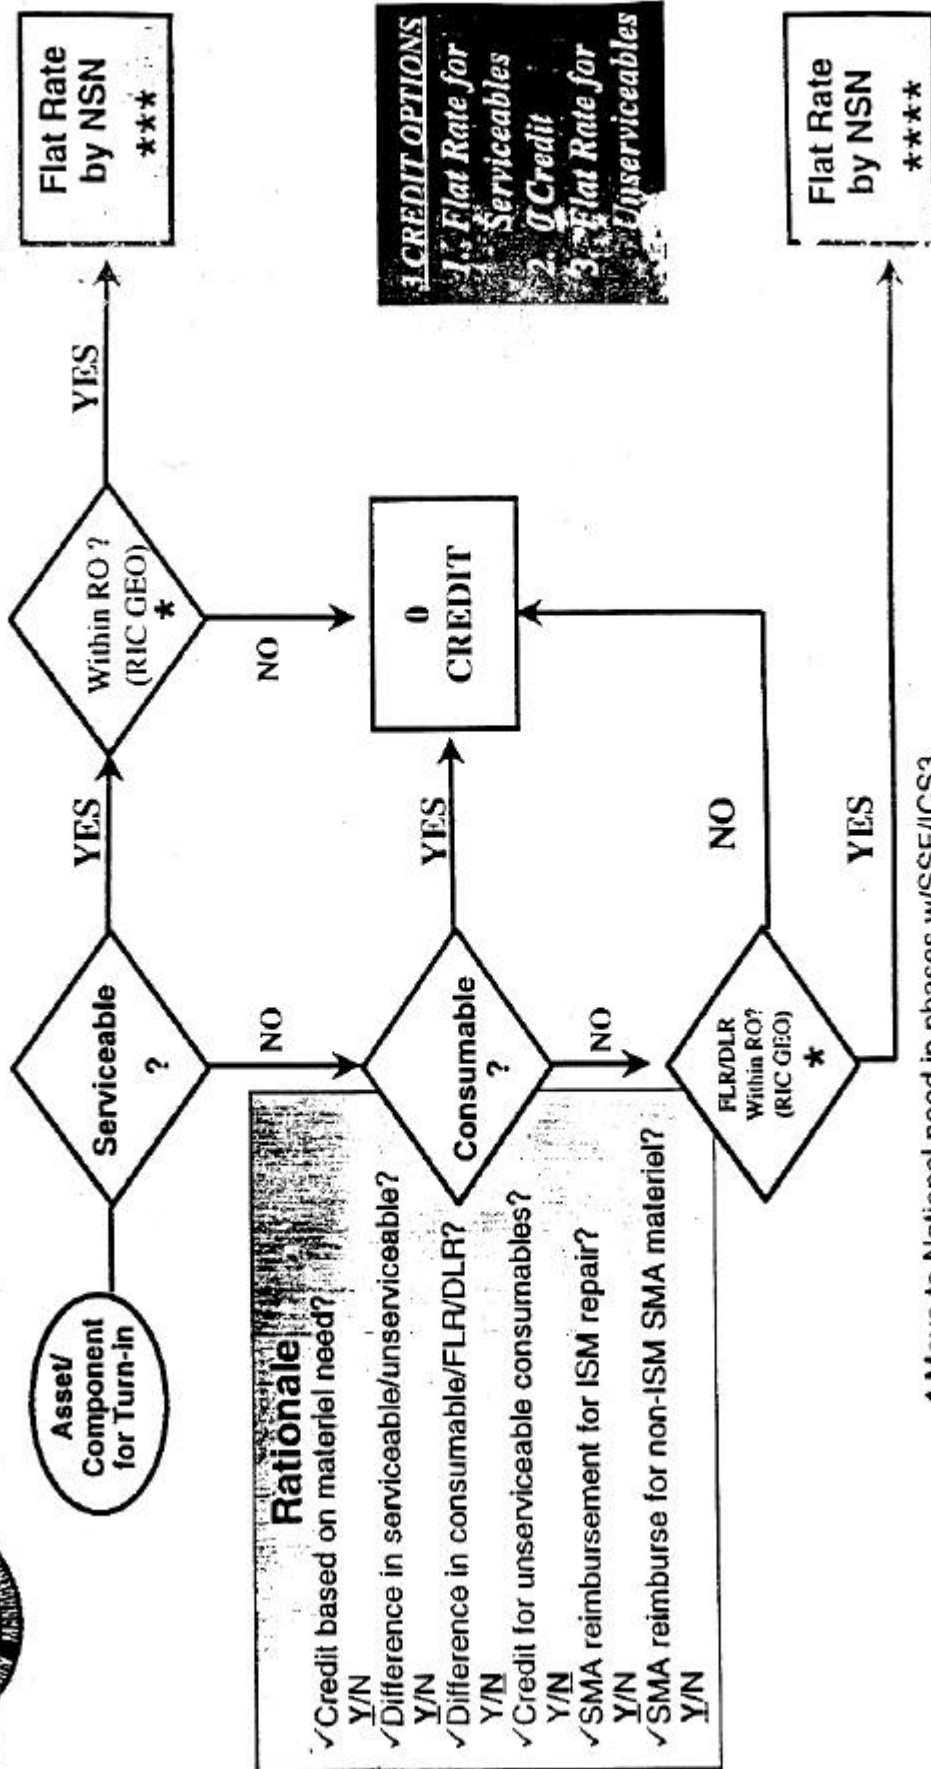 Asset/
Component
for Turn-in
Serviceable
?
YES
Within RO ?
(RIC GEO)
*
YES
Flat Rate
by NSN
***
NO
NO
Rationale
✓Credit based on materiel need?
Y/N
✓Difference in serviceable/unserviceable?
Y/N
✓Difference in consumable/FLR/DLR?
Y/N
✓Credit for unserviceable consumables?
Y/N
✓SMA reimbursement for ISM repair?
Y/N
✓SMA reimburse for non-ISM SMA materiel?
Y/N
Consumable
?
YES
0
CREDIT
3 CREDIT OPTIONS
1. Flat Rate for
Serviceables
2. 0 Credit
3. Flat Rate for
Unserviceables
NO
FLR/DLR
Within RO?
(RIC GEO)
*
NO
YES
Flat Rate
by NSN
****